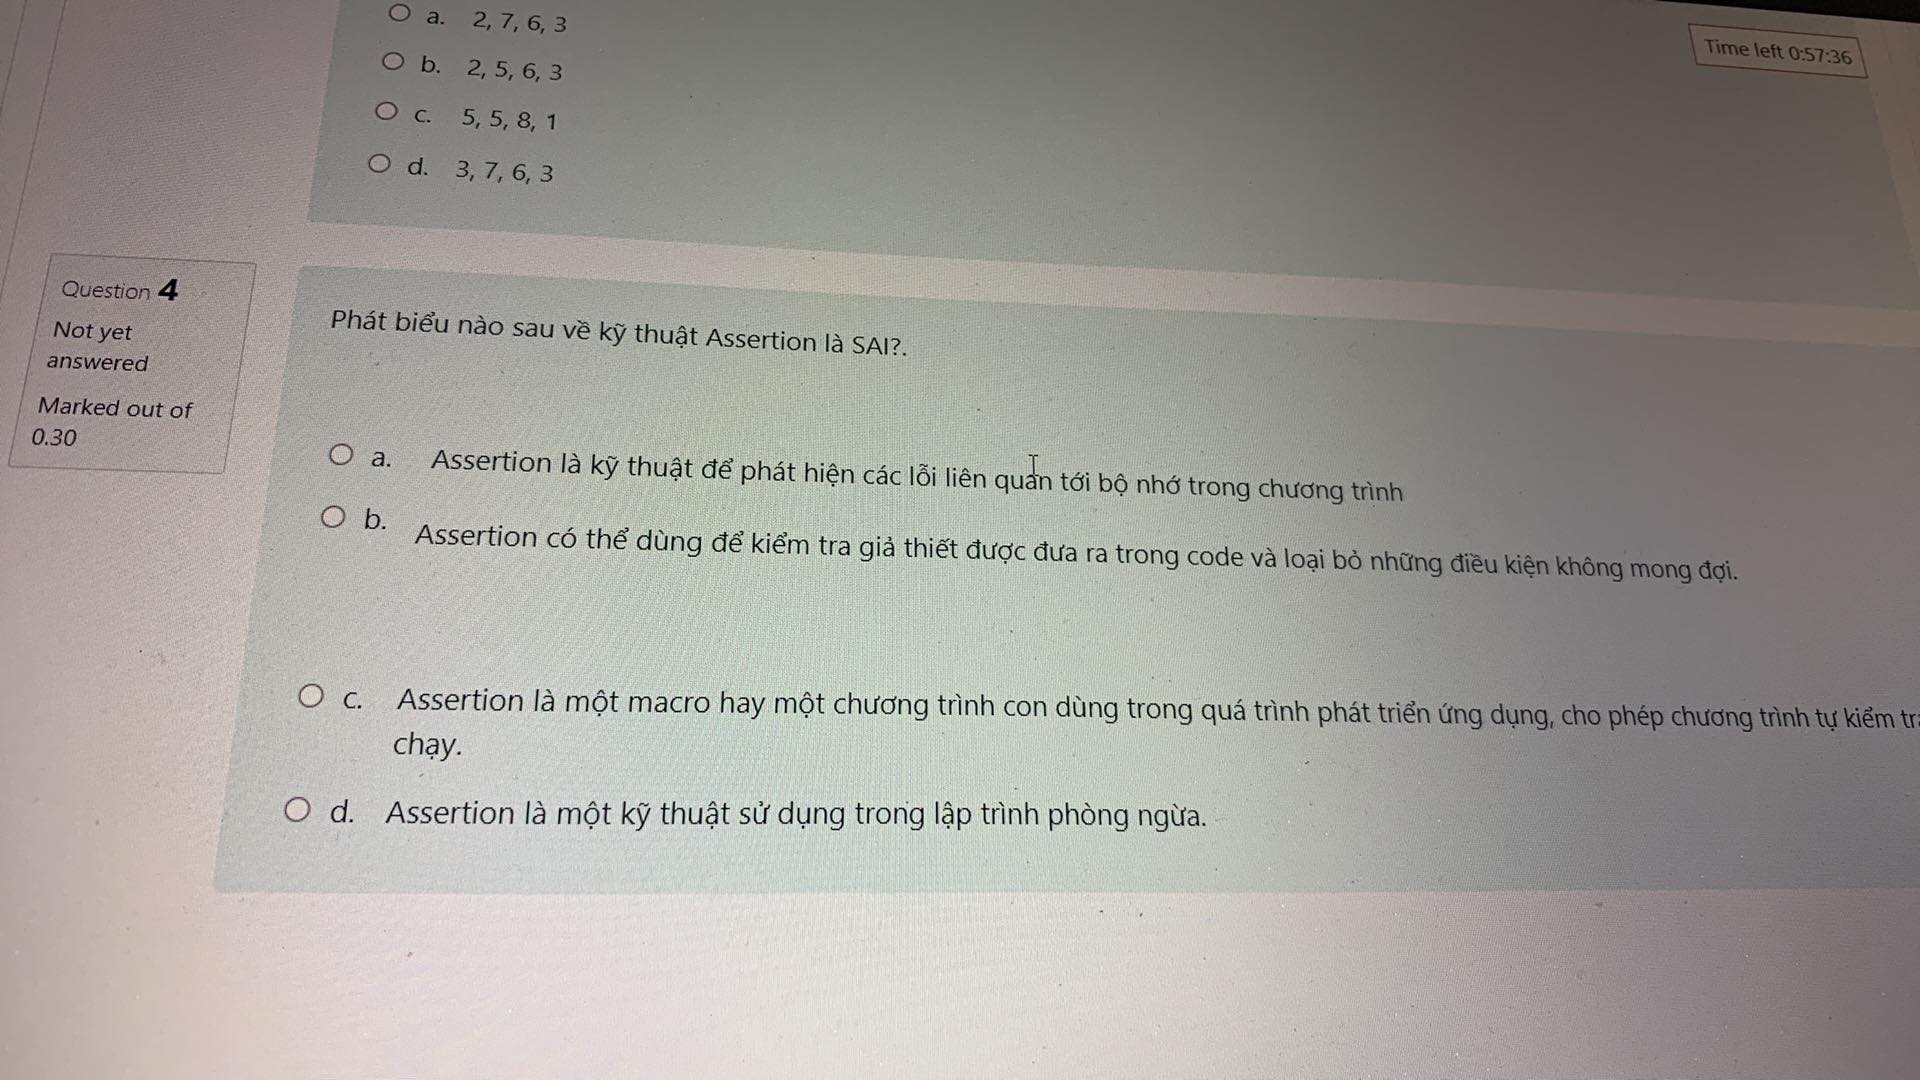 a. 2, 7, 6, 3
Time left 0:57:36
b. 2, 5, 6, 3
c. 5, 5, 8, 1
d. 3, 7, 6, 3
Question 4
Not yet
answered
Marked out of
0.30
Phát biểu nào sau về kỹ thuật Assertion là SAI?.
a. Assertion là kỹ thuật để phát hiện các lỗi liên quan tới bộ nhớ trong chương trình
b. Assertion có thể dùng để kiểm tra giả thiết được đưa ra trong code và loại bỏ những điều kiện không mong đợi.
c. Assertion là một macro hay một chương trình con dùng trong quá trình phát triển ứng dụng, cho phép chương trình tự kiểm
chạy.
d. Assertion là một kỹ thuật sử dụng trong lập trình phòng ngừa.